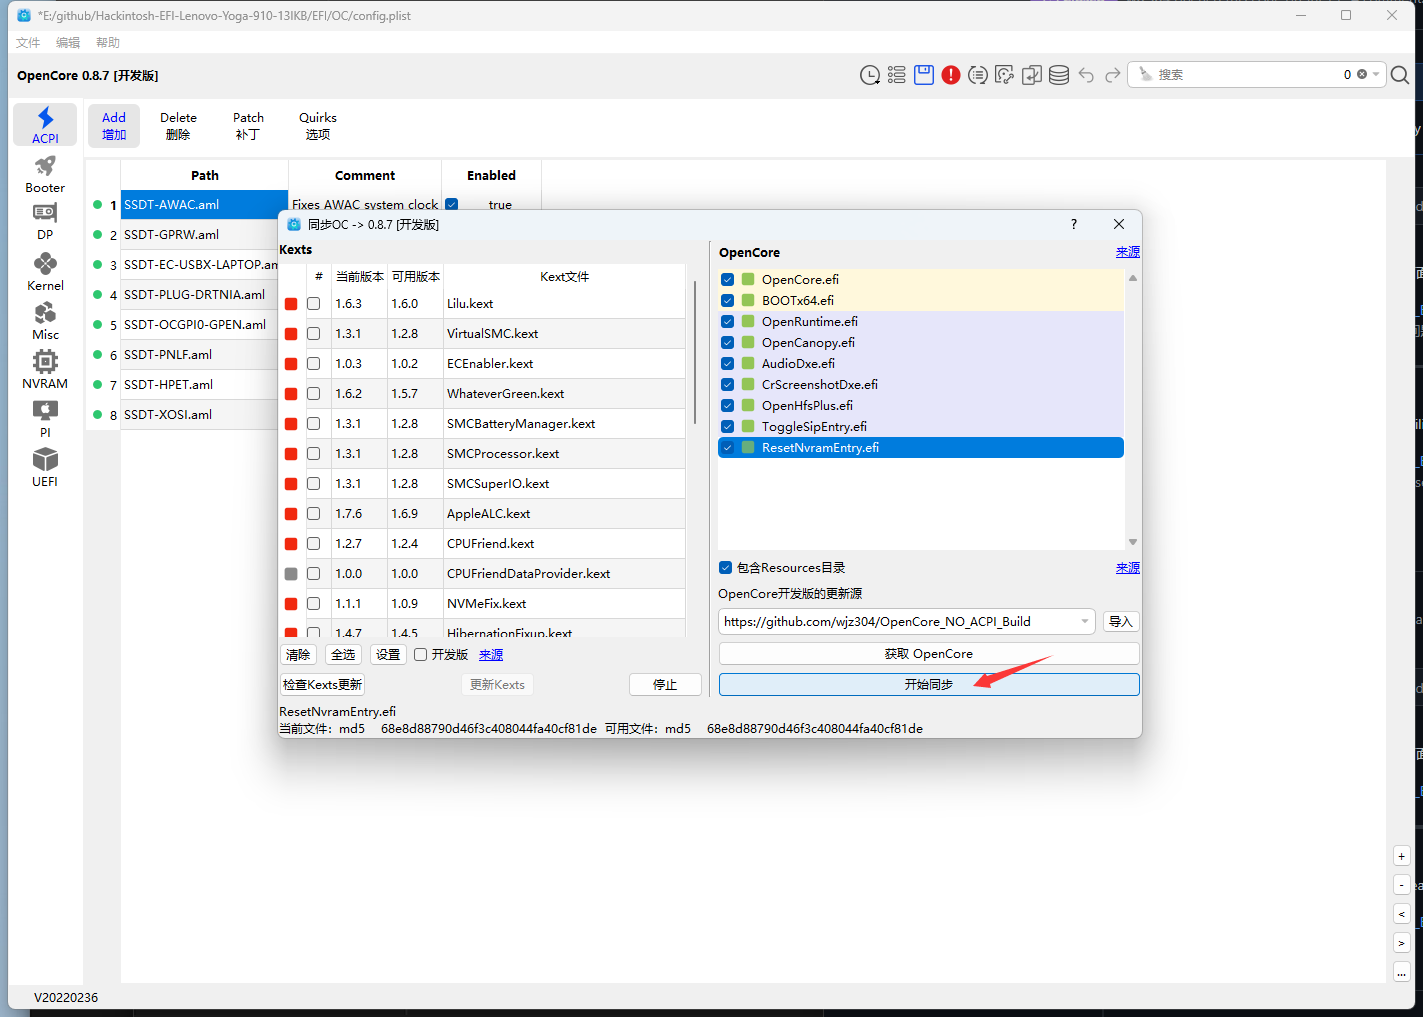 *E:/github/Hackintosh-EFI-Lenovo-Yoga-910-13IKB/EFI/OC/config.plist
文件 编辑 帮助
OpenCore 0.8.7 [开发版]
搜索 0
ACPI
Booter
DP
Kernel
Misc
NVRAM
PI
UEFI
Add 增加
Delete 删除
Patch 补丁
Quirks 选项
Path Comment Enabled
1 SSDT-AWAC.aml Fixes AWAC system clock true
2 SSDT-GPRW.aml
3 SSDT-EC-USBX-LAPTOP.am
4 SSDT-PLUG-DRTNIA.aml
5 SSDT-OCGPI0-GPEN.aml
6 SSDT-PNLF.aml
7 SSDT-HPET.aml
8 SSDT-XOSI.aml
同步OC -> 0.8.7 [开发版] ?
Kexts
# 当前版本 可用版本 Kext文件
1.6.3 1.6.0 Lilu.kext
1.3.1 1.2.8 VirtualSMC.kext
1.0.3 1.0.2 ECEnabler.kext
1.6.2 1.5.7 WhateverGreen.kext
1.3.1 1.2.8 SMCBatteryManager.kext
1.3.1 1.2.8 SMCProcessor.kext
1.3.1 1.2.8 SMCSuperIO.kext
1.7.6 1.6.9 AppleALC.kext
1.2.7 1.2.4 CPUFriend.kext
1.0.0 1.0.0 CPUFriendDataProvider.kext
1.1.1 1.0.9 NVMeFix.kext
1.4.7 1.4.5 HibernationFixup.kext
清除 全选 设置 开发版 来源
检查Kexts更新 更新Kexts 停止
OpenCore 来源
OpenCore.efi
BOOTx64.efi
OpenRuntime.efi
OpenCanopy.efi
AudioDxe.efi
CrScreenshotDxe.efi
OpenHfsPlus.efi
ToggleSipEntry.efi
ResetNvramEntry.efi
包含Resources目录 来源
OpenCore开发版的更新源
https://github.com/wjz304/OpenCore_NO_ACPI_Build 导入
获取 OpenCore
开始同步
ResetNvramEntry.efi
当前文件： md5 68e8d88790d46f3c408044fa40cf81de 可用文件： md5 68e8d88790d46f3c408044fa40cf81de
+
-
<
>
...
V20220236